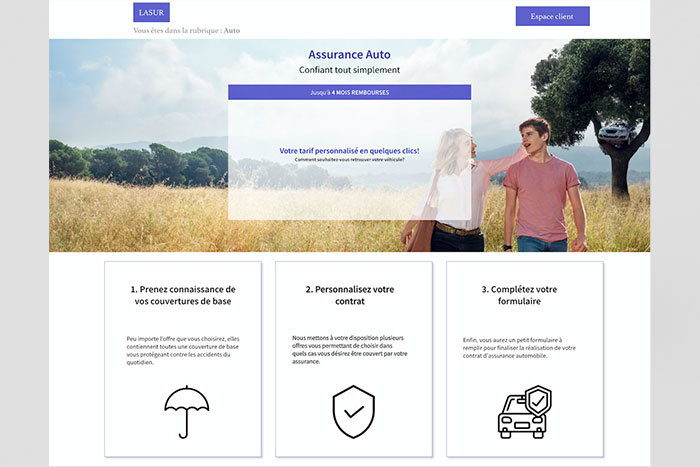 LASUR
Espace client
Vous êtes dans la rubrique : Auto
Assurance Auto
Confiant tout simplement
Jusqu'à 4 MOIS REMBOURSES
Votre tarif personnalisé en quelques clics!
Comment souhaitez-vous retrouver votre véhicule?
1. Prenez connaissance de
vos couvertures de base
Peu importe l'offre que vous choisirez, elles
contiennent toutes une couverture de base
vous protégeant contre les accidents du
quotidien.
2. Personnalisez votre
contrat
Nous mettons à votre disposition plusieurs
offres vous permettant de choisir dans
quels cas vous désirez être couvert par votre
assurance.
3. Complétez votre
formulaire
Enfin, vous aurez un petit formulaire à
remplir pour finaliser la réalisation de votre
contrat d'assurance automobile.